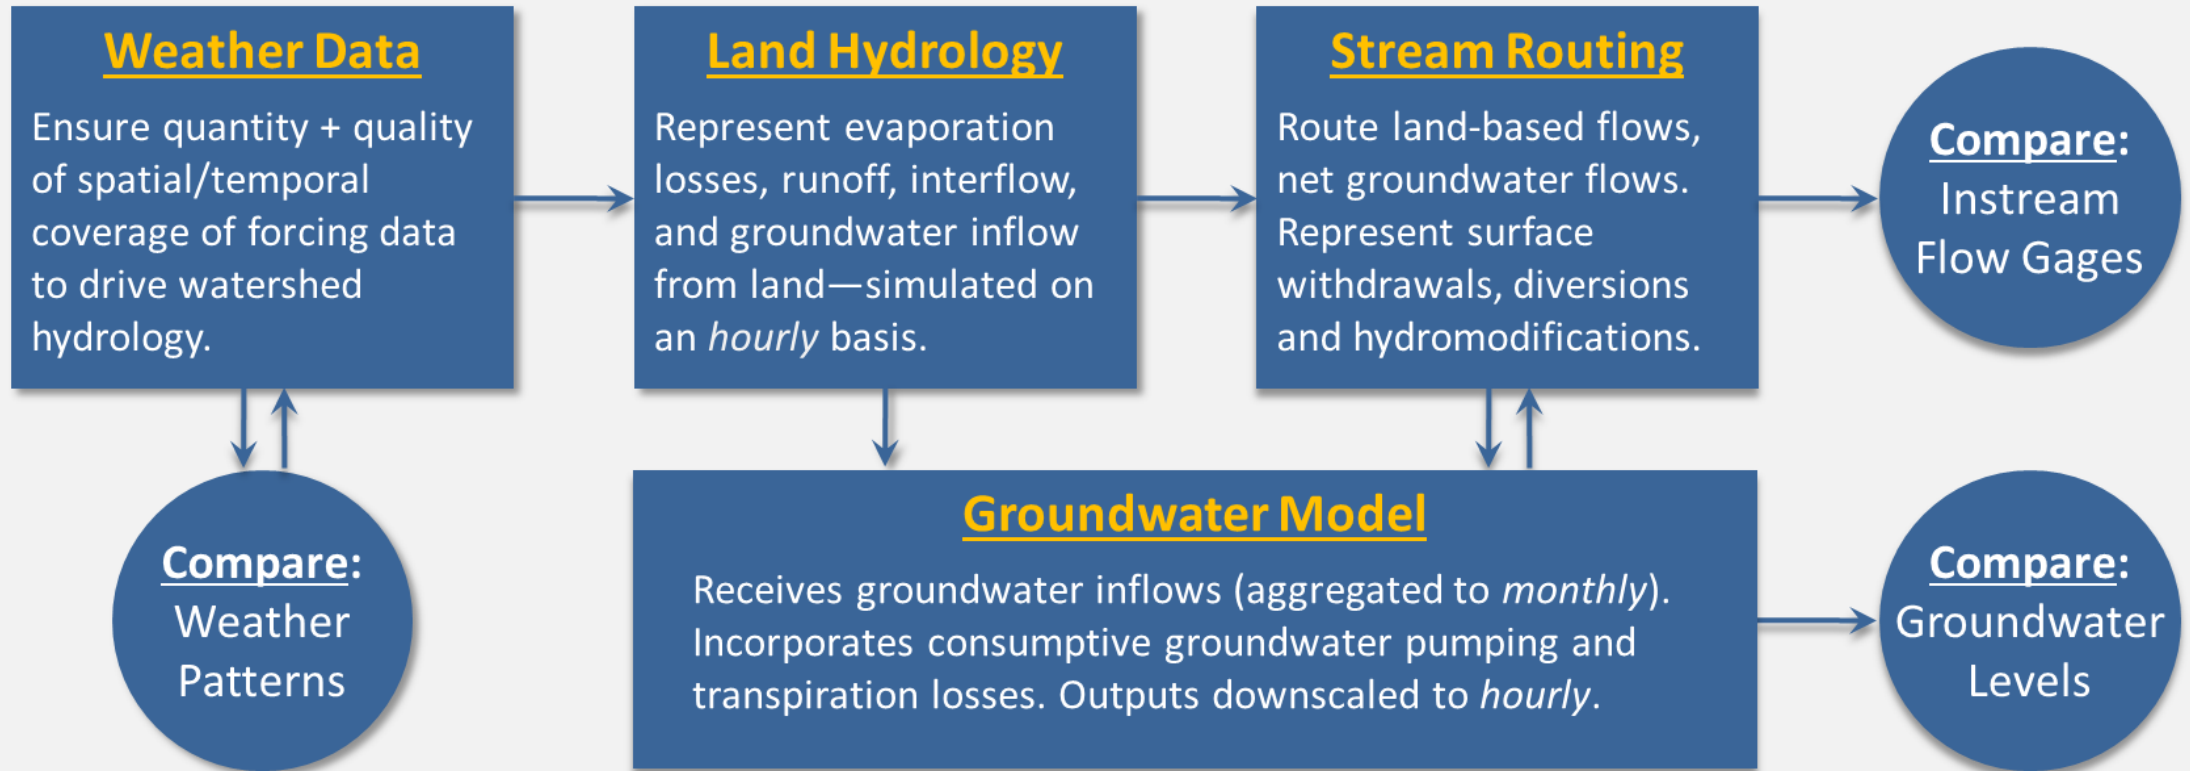 Weather Data
Ensure quantity + quality
of spatial/temporal
coverage of forcing data
to drive watershed
hydrology.
Land Hydrology
Represent evaporation
losses, runoff, interflow,
and groundwater inflow
from land—simulated on
an hourly basis.
Stream Routing
Route land-based flows,
net groundwater flows.
Represent surface
withdrawals, diversions
and hydromodifications.
Compare:
Instream
Flow Gages
Compare:
Weather
Patterns
Groundwater Model
Receives groundwater inflows (aggregated to monthly).
Incorporates consumptive groundwater pumping and
transpiration losses. Outputs downscaled to hourly.
Compare:
Groundwater
Levels